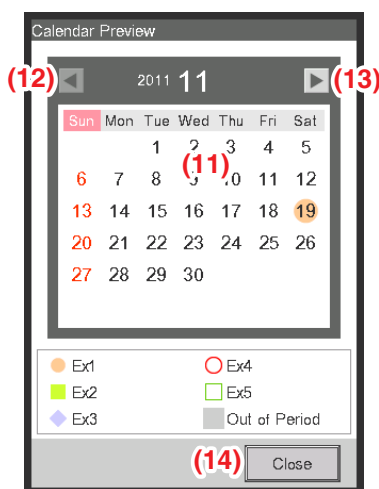 Calendar Preview
(12) 2011 11 (13)
Sun Mon Tue Wed Thu Fri Sat
1 2 3 4 5
(11)
6 7 8 9 10 11 12
13 14 15 16 17 18 19
20 21 22 23 24 25 26
27 28 29 30
Ex1 Ex4
Ex2 Ex5
Ex3 Out of Period
(14) Close